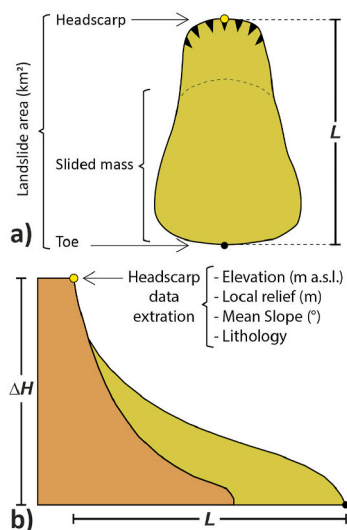 Headscarp
Landslide area (km²)
L
Slided mass
Toe
a)
Headscarp
data
extration
- Elevation (m a.s.l.)
- Local relief (m)
- Mean Slope (°)
- Lithology
ΔH
b)
L